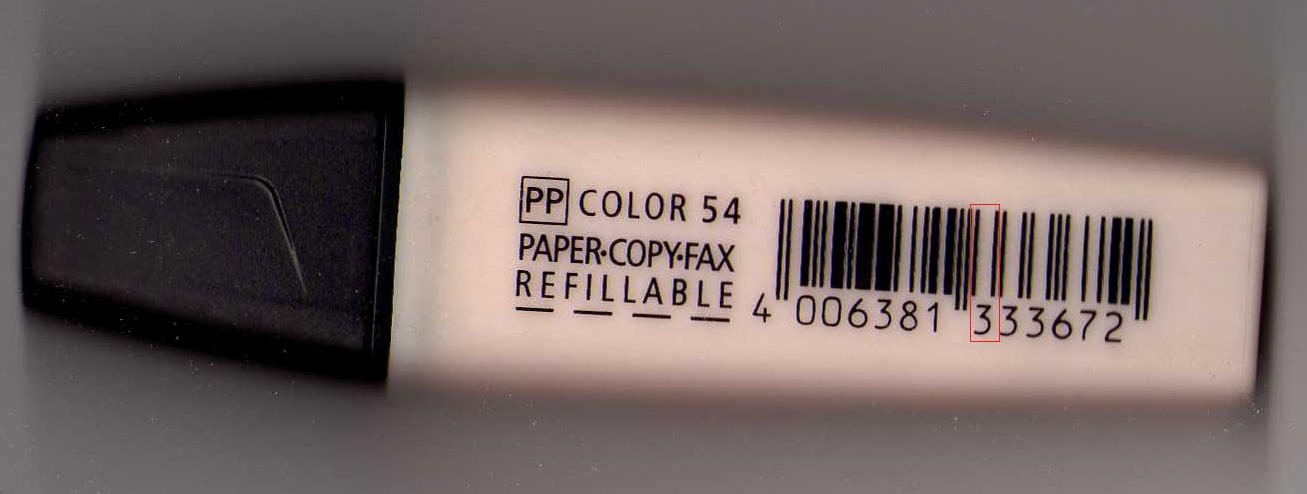 PP COLOR 54
PAPER·COPY·FAX
REFILLABLE
4 006381 333672